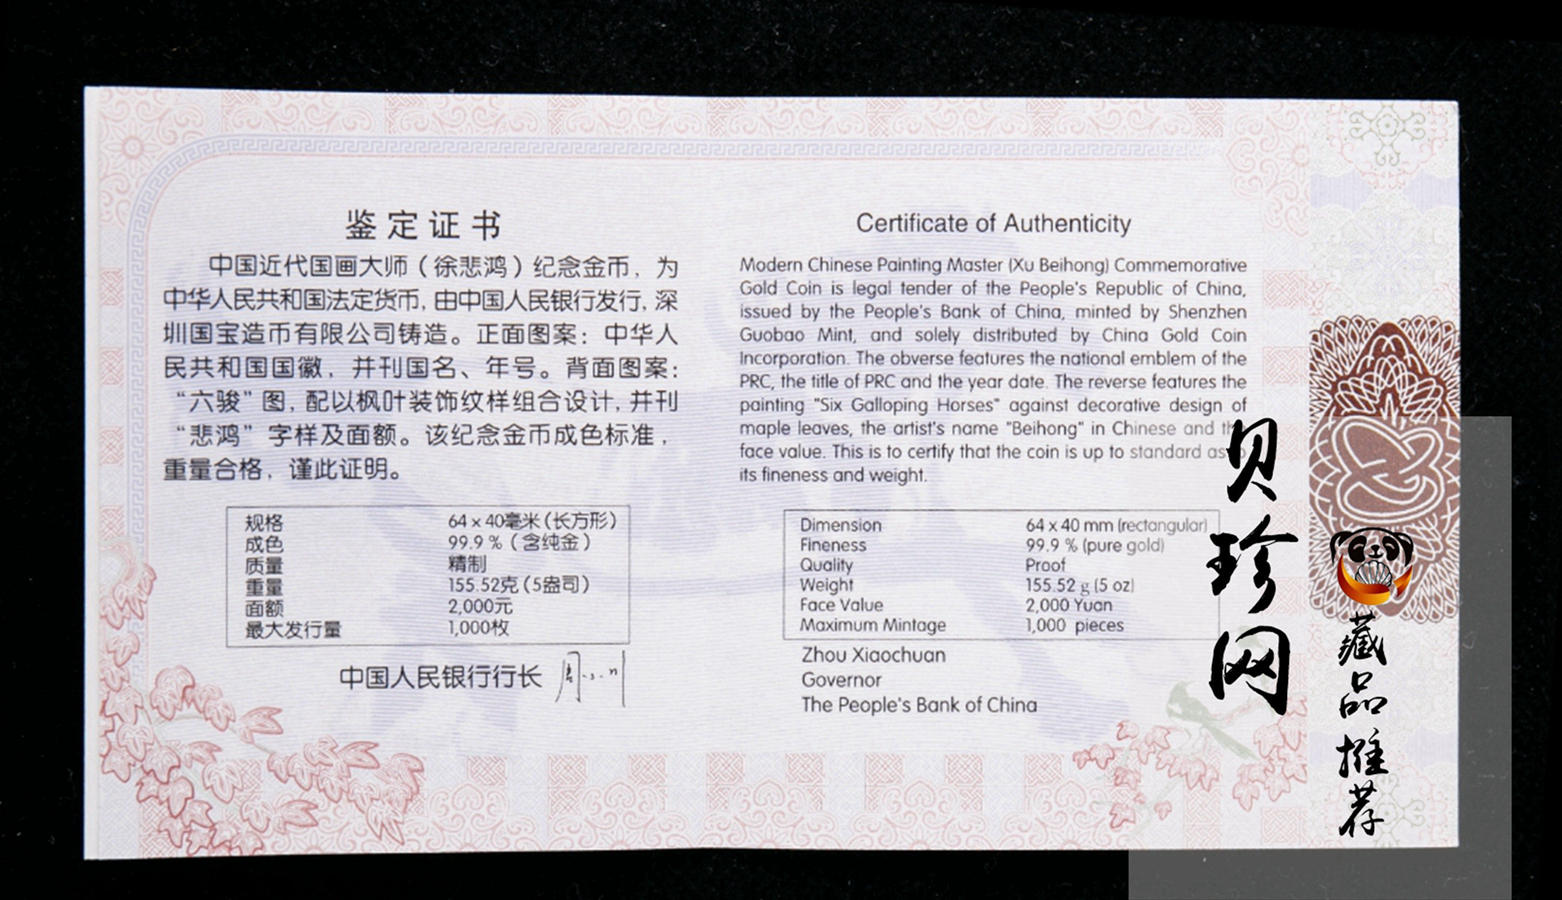 鉴定证书
中国近代国画大师（徐悲鸿）纪念金币，为
中华人民共和国法定货币，由中国人民银行发行，深
圳国宝造币有限公司铸造。正面图案：中华人
民共和国国徽，并刊国名、年号。背面图案：
“六骏”图，配以枫叶装饰纹样组合设计，并刊
“悲鸿”字样及面额。该纪念金币成色标准，
重量合格，谨此证明。
规格 64 x 40毫米（长方形）
成色 99.9 %（含纯金）
质量 精制
重量 155.52克（5盎司）
面额 2,000元
最大发行量 1,000枚
中国人民银行行长
Certificate of Authenticity
Modern Chinese Painting Master (Xu Beihong) Commemorative
Gold Coin is legal tender of the People's Republic of China,
issued by the People's Bank of China, minted by Shenzhen
Guobao Mint, and solely distributed by China Gold Coin
Incorporation. The obverse features the national emblem of the
PRC, the title of PRC and the year date. The reverse features the
painting "Six Galloping Horses" against decorative design of
maple leaves, the artist's name "Beihong" in Chinese and the
face value. This is to certify that the coin is up to standard as to
its fineness and weight.
Dimension 64 x 40 mm (rectangular)
Fineness 99.9 % (pure gold)
Quality Proof
Weight 155.52 g (5 oz)
Face Value 2,000 Yuan
Maximum Mintage 1,000 pieces
Zhou Xiaochuan
Governor
The People's Bank of China
贝珍网
藏品推荐